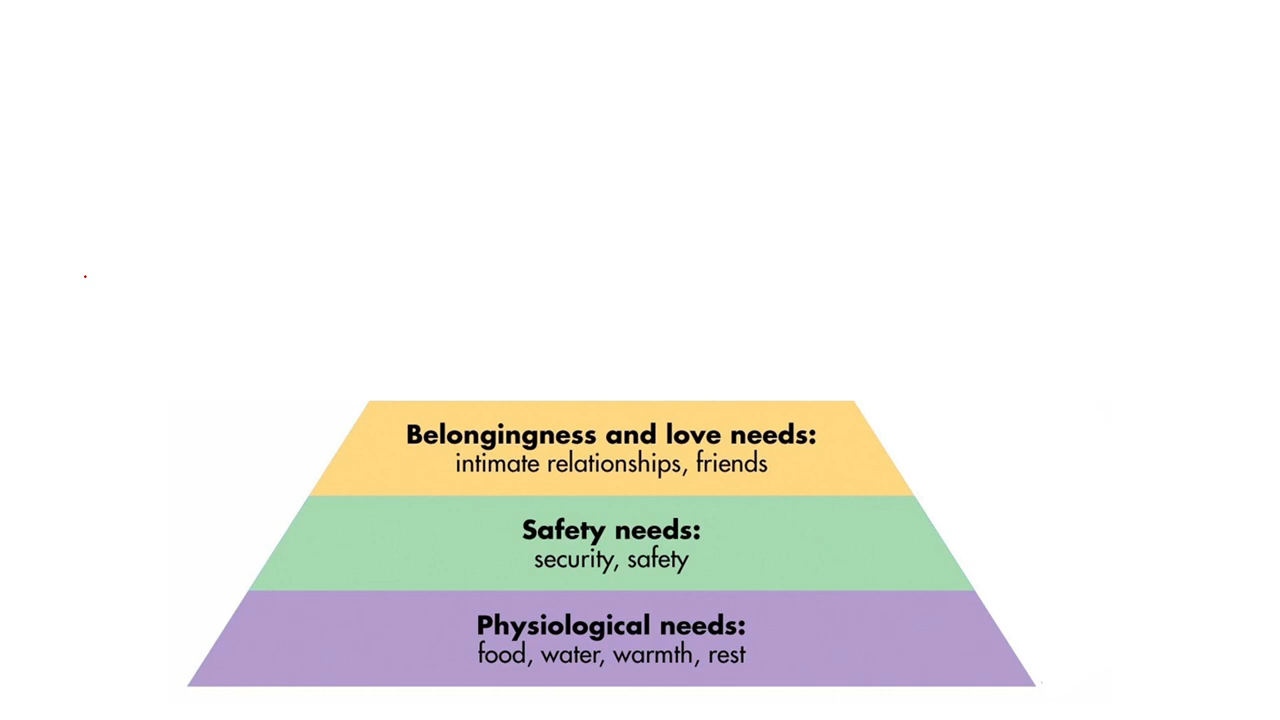 Belongingness and love needs:
intimate relationships, friends
Safety needs:
security, safety
Physiological needs:
food, water, warmth, rest